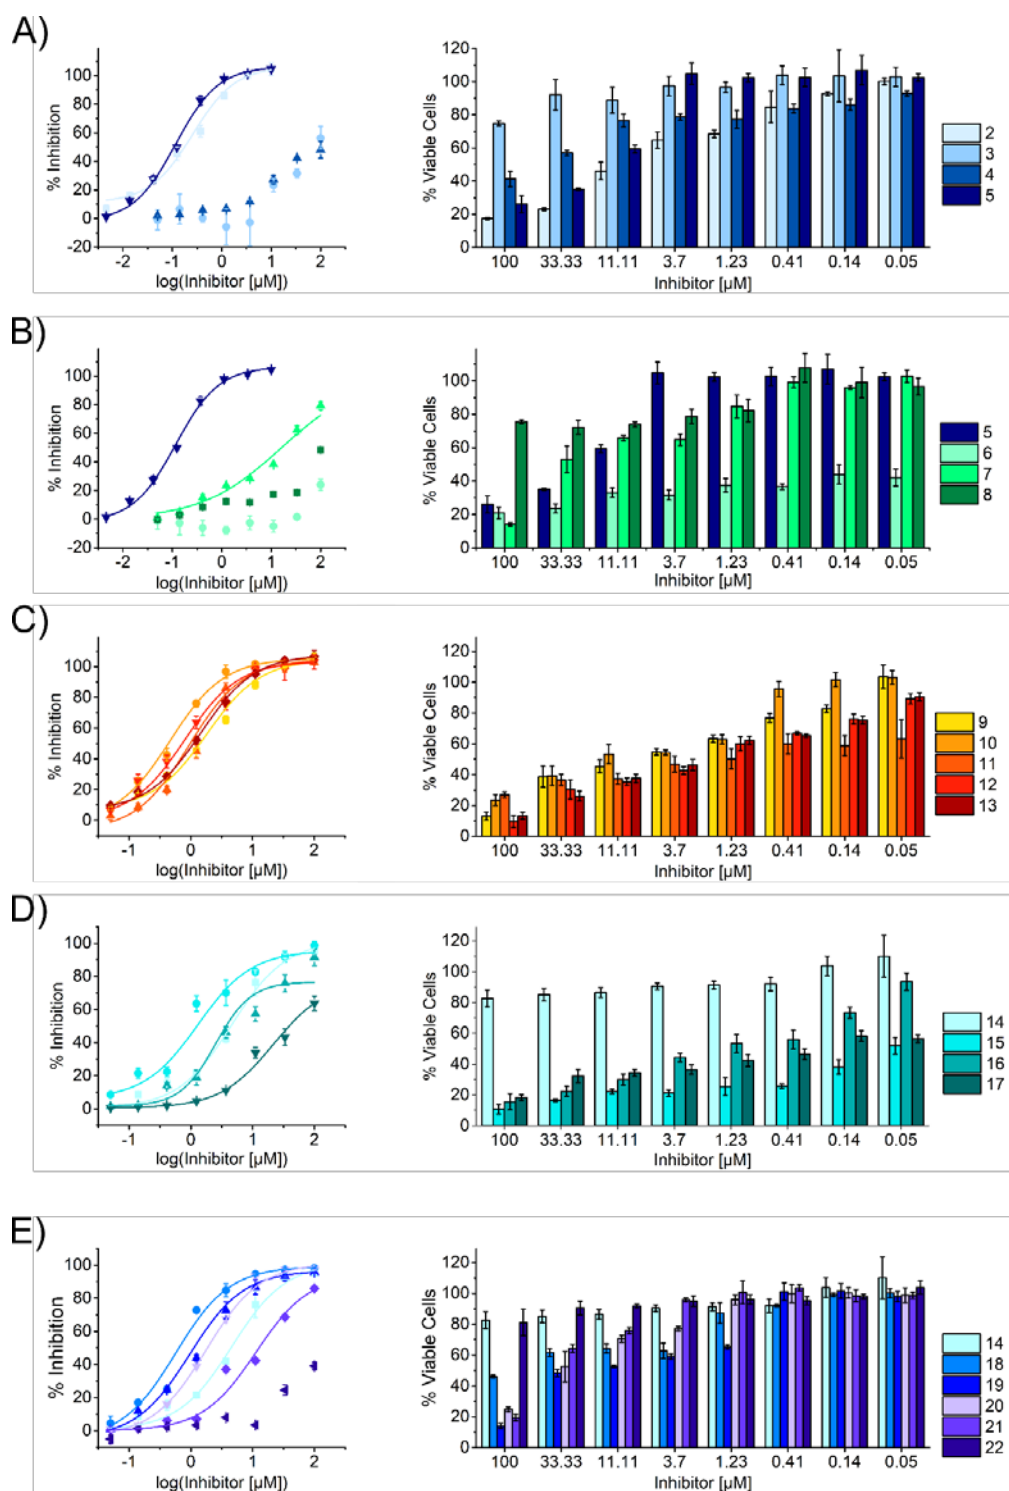 A)
% Inhibition
100
80
60
40
20
0
-20
-2 -1 0 1 2
log(Inhibitor [µM])
% Viable Cells
120
100
80
60
40
20
0
100 33.33 11.11 3.7 1.23 0.41 0.14 0.05
Inhibitor [µM]
2
3
4
5
B)
% Inhibition
100
80
60
40
20
0
-20
-2 -1 0 1 2
log(Inhibitor [µM])
% Viable Cells
100
80
60
40
20
0
100 33.33 11.11 3.7 1.23 0.41 0.14 0.05
Inhibitor [µM]
5
6
7
8
C)
% Inhibition
100
80
60
40
20
0
-1 0 1 2
log(Inhibitor [µM])
% Viable Cells
120
100
80
60
40
20
0
100 33.33 11.11 3.7 1.23 0.41 0.14 0.05
Inhibitor [µM]
9
10
11
12
13
D)
% Inhibition
100
80
60
40
20
0
-1 0 1 2
log(Inhibitor [µM])
% Viable Cells
120
100
80
60
40
20
0
100 33.33 11.11 3.7 1.23 0.41 0.14 0.05
Inhibitor [µM]
14
15
16
17
E)
% Inhibition
100
80
60
40
20
0
-1 0 1 2
log(Inhibitor [µM])
% Viable Cells
120
100
80
60
40
20
0
100 33.33 11.11 3.7 1.23 0.41 0.14 0.05
Inhibitor [µM]
14
18
19
20
21
22